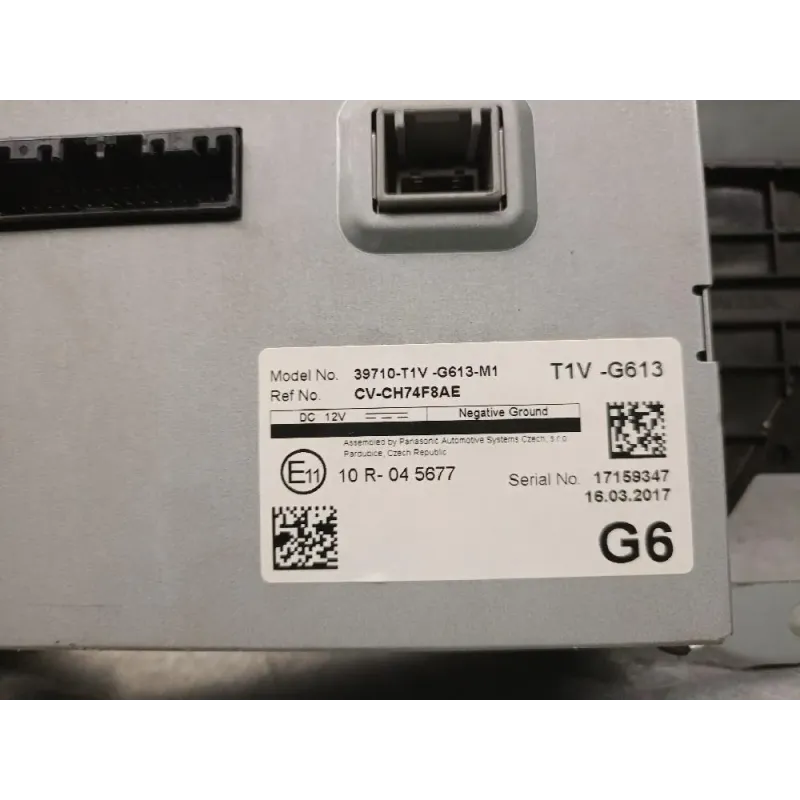 Model No. 39710-T1V -G613-M1 T1V -G613
Ref No. CV-CH74F8AE
DC 12V Negative Ground
Assembled by Panasonic Automotive Systems Czech, s.r.o
Pardubice, Czech Republic
E11 10 R- 04 5677
Serial No. 17159347
16.03.2017
G6